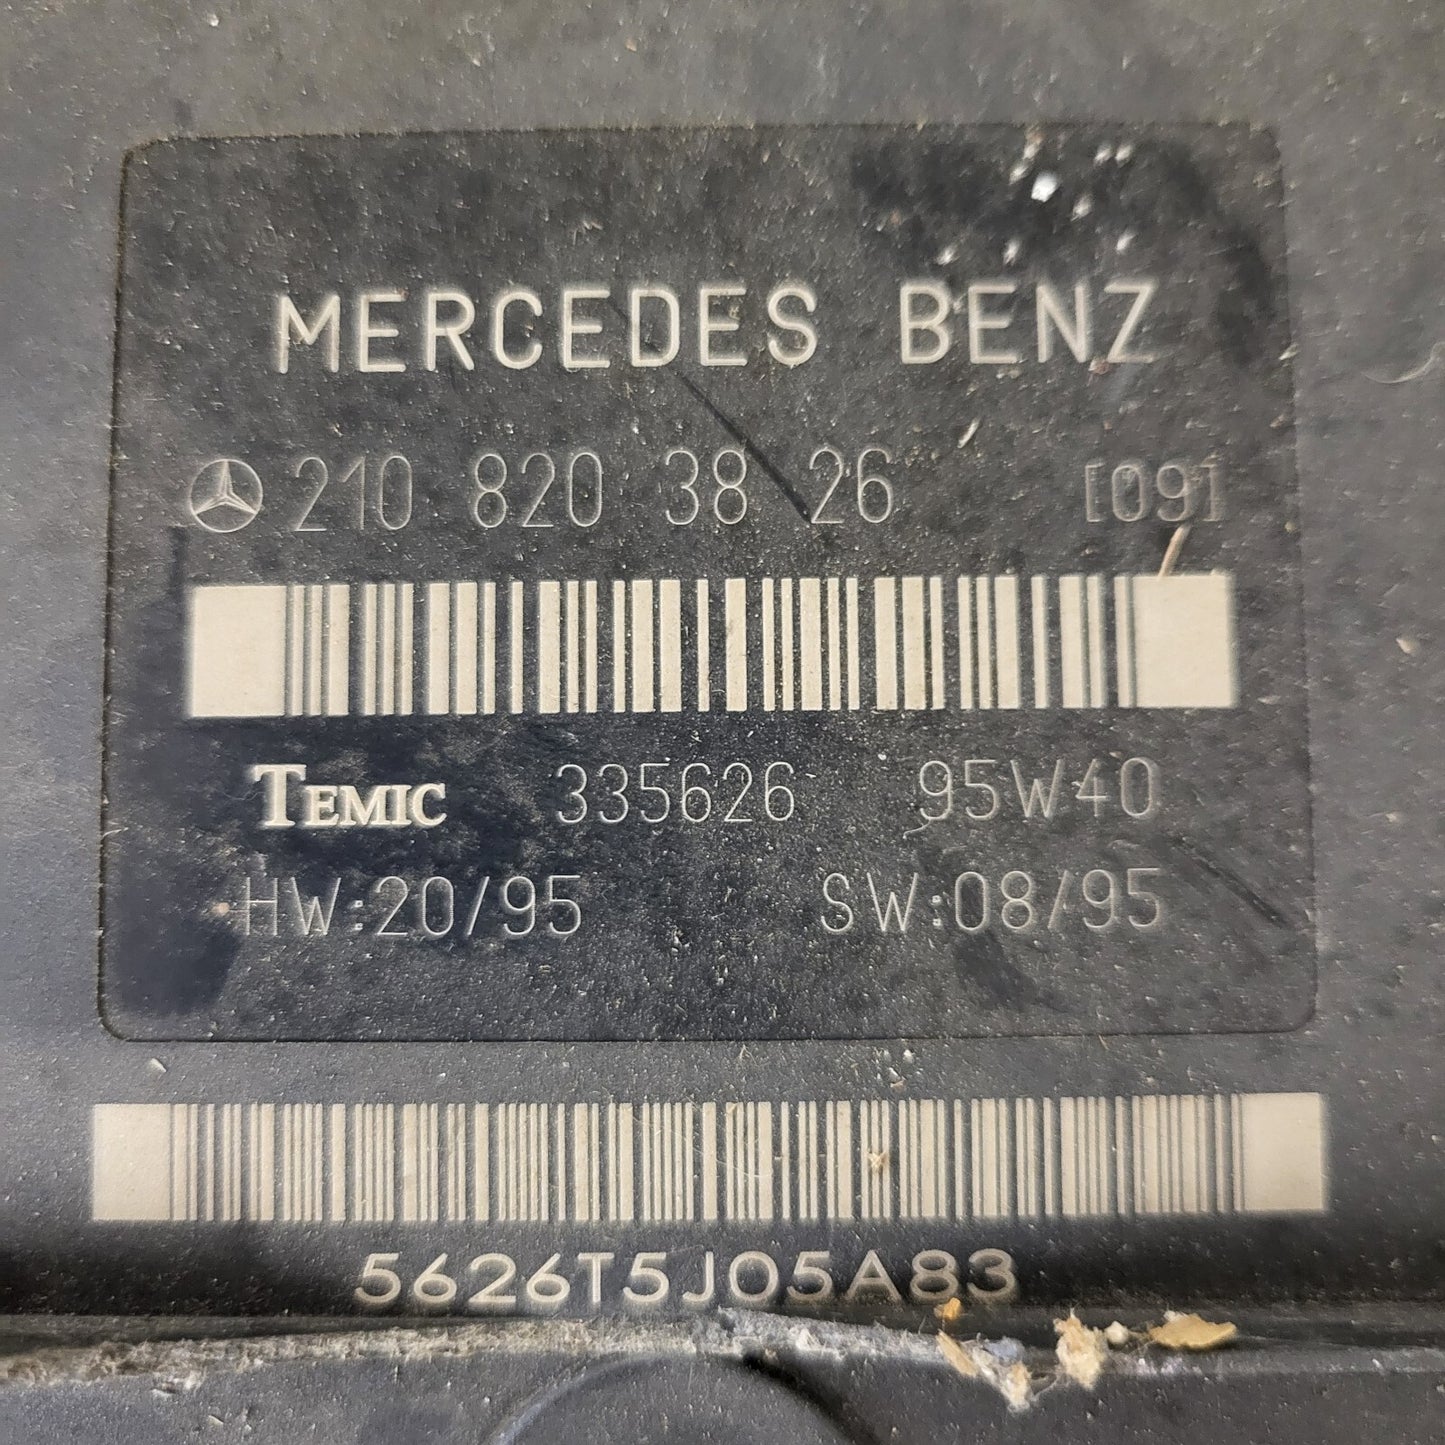 MERCEDES BENZ
210 820 38 26 [09]
TEMIC 335626 95W40
HW:20/95 SW:08/95
5626T5J05A83